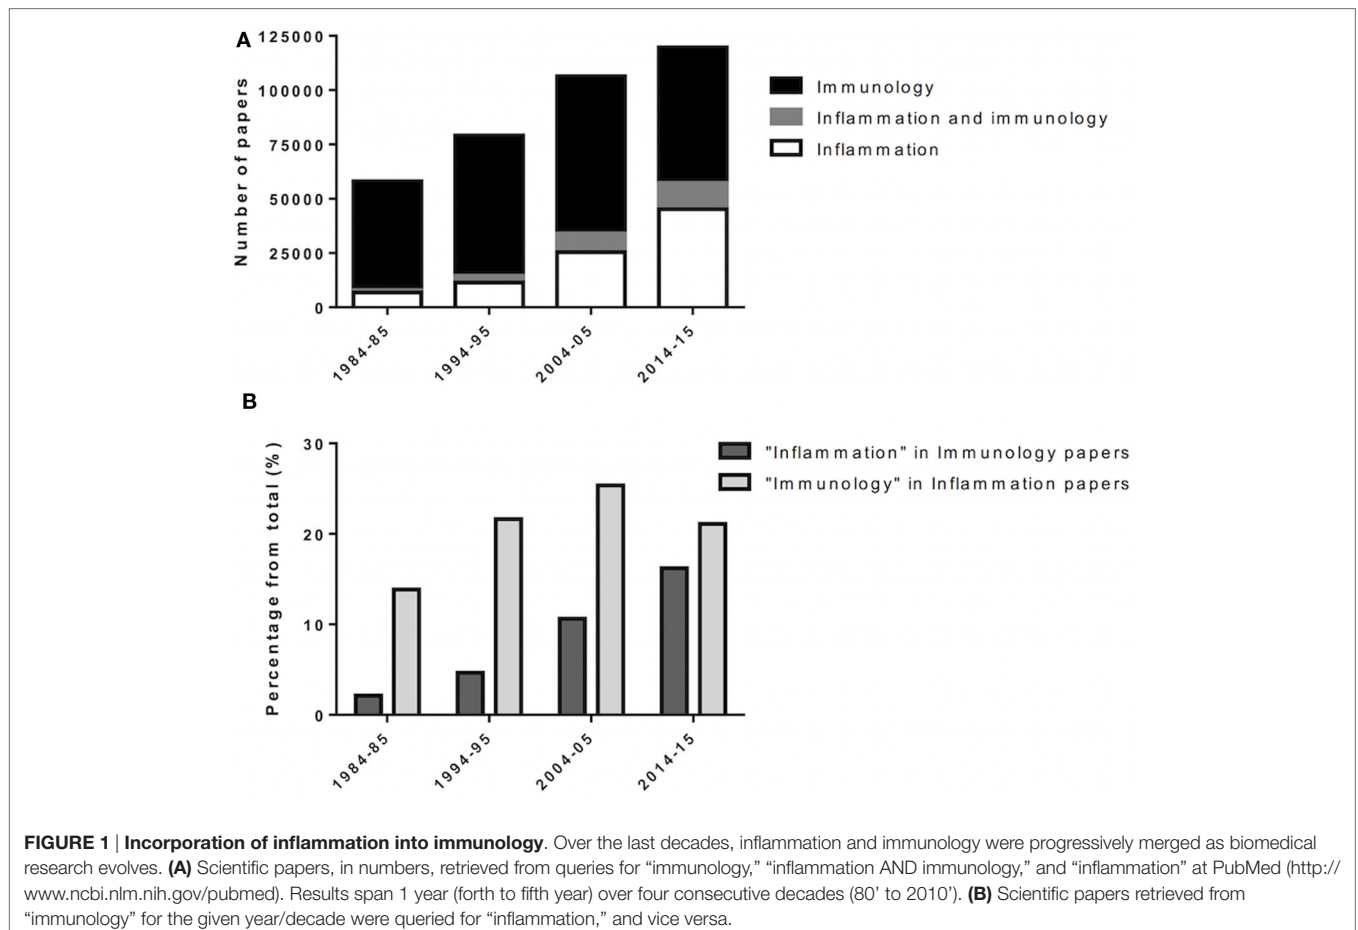 A
125000
100000
75000
50000
25000
0
Number of papers
1984-85
1994-95
2004-05
2014-15
Immunology
Inflammation and immunology
Inflammation
B
30
20
10
0
Percentage from total (%)
1984-85
1994-95
2004-05
2014-15
"Inflammation" in Immunology papers
"Immunology" in Inflammation papers
FIGURE 1 | Incorporation of inflammation into immunology. Over the last decades, inflammation and immunology were progressively merged as biomedical
research evolves. (A) Scientific papers, in numbers, retrieved from queries for “immunology,” “inflammation AND immunology,” and “inflammation” at PubMed (http://
www.ncbi.nlm.nih.gov/pubmed). Results span 1 year (forth to fifth year) over four consecutive decades (80’ to 2010’). (B) Scientific papers retrieved from
“immunology” for the given year/decade were queried for “inflammation,” and vice versa.